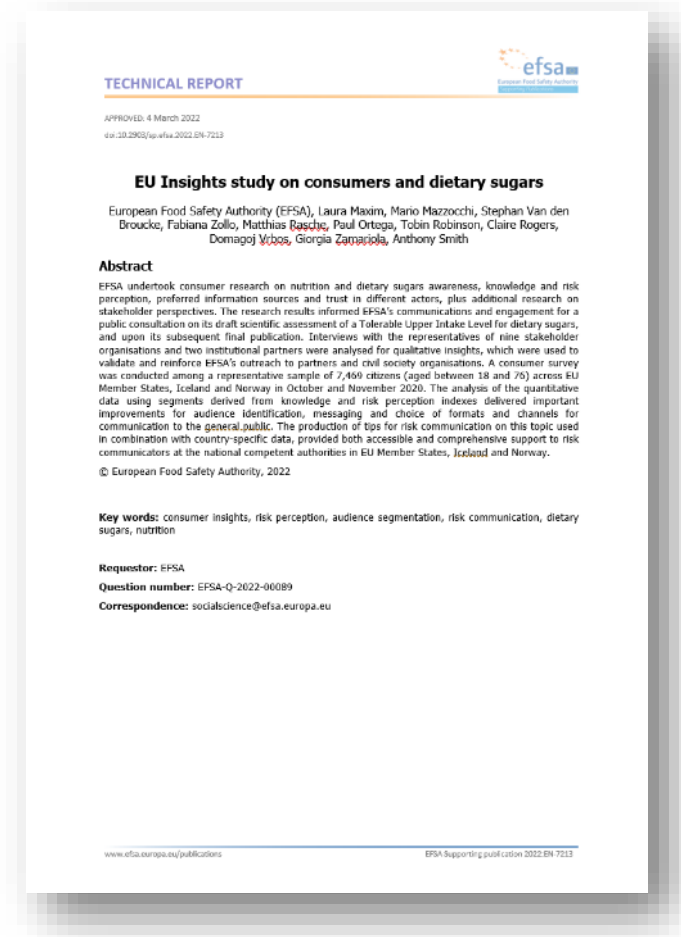 efsa
European Food Safety Authority
TECHNICAL REPORT
APPROVED: 4 March 2022
doi:10.2903/sp.efsa.2022.EN-7213
EU Insights study on consumers and dietary sugars
European Food Safety Authority (EFSA), Laura Maxim, Mario Mazzocchi, Stephan Van den
Broucke, Fabiana Zollo, Matthias Rasche, Paul Ortega, Tobin Robinson, Claire Rogers,
Domagoj Vrbos, Giorgia Zamariola, Anthony Smith
Abstract
EFSA undertook consumer research on nutrition and dietary sugars awareness, knowledge and risk
perception, preferred information sources and trust in different actors, plus additional research on
stakeholder perspectives. The research results informed EFSA's communications and engagement for a
public consultation on its draft scientific assessment of a Tolerable Upper Intake Level for dietary sugars,
and upon its subsequent final publication. Interviews with the representatives of nine stakeholder
organisations and two institutional partners were analysed for qualitative insights, which were used to
validate and reinforce EFSA's outreach to partners and civil society organisations. A consumer survey
was conducted among a representative sample of 7,469 citizens (aged between 18 and 76) across EU
Member States, Iceland and Norway in October and November 2020. The analysis of the quantitative
data using segments derived from knowledge and risk perception indexes delivered important
improvements for audience identification, messaging and choice of formats and channels for
communication to the general public. The production of tips for risk communication on this topic used
in combination with country-specific data, provided both accessible and comprehensive support to risk
communicators at the national competent authorities in EU Member States, Iceland and Norway.
© European Food Safety Authority, 2022
Key words: consumer insights, risk perception, audience segmentation, risk communication, dietary
sugars, nutrition
Requestor: EFSA
Question number: EFSA-Q-2022-00089
Correspondence: socialscience@efsa.europa.eu
www.efsa.europa.eu/publications
EFSA Supporting publication 2022:EN-7213